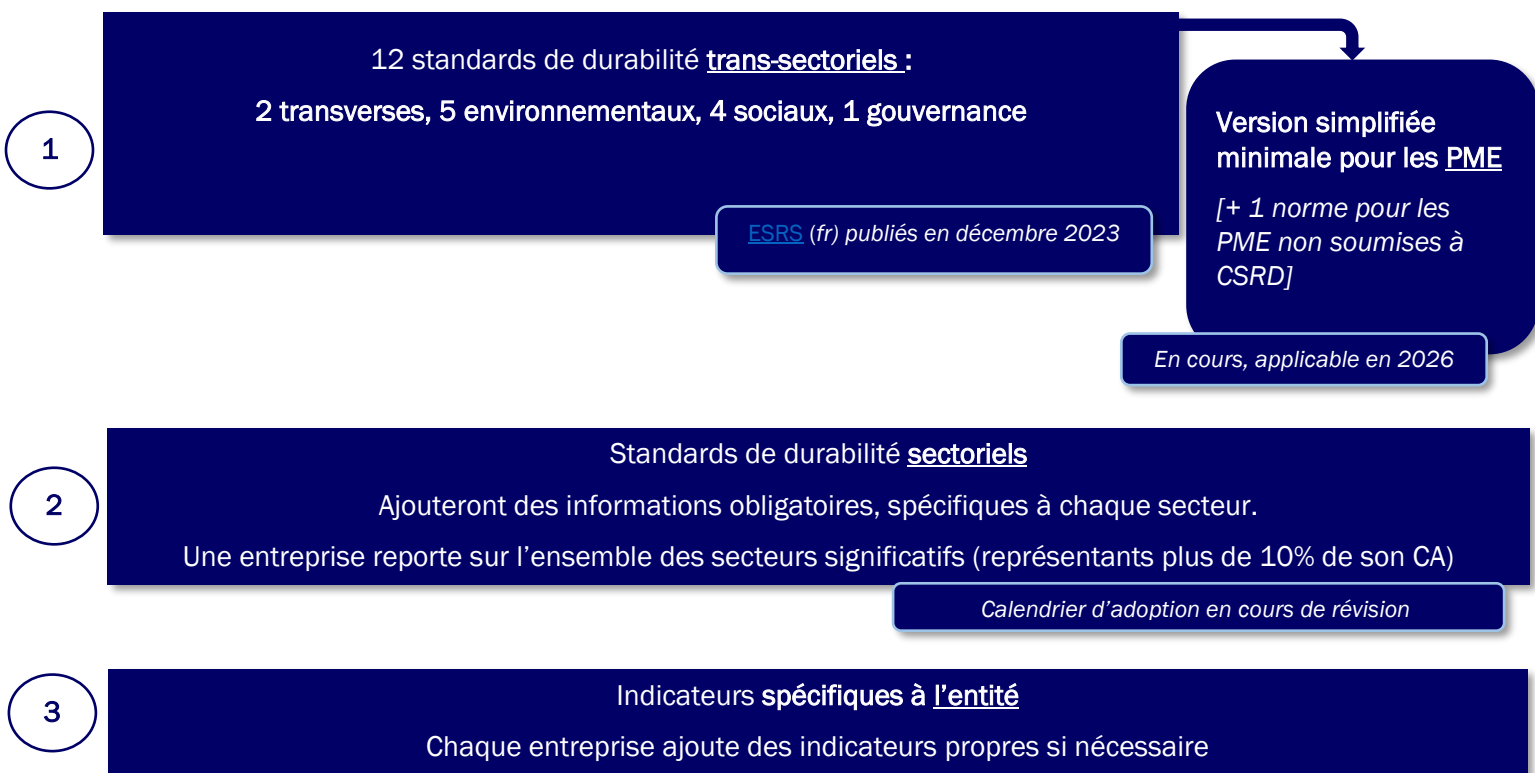 12 standards de durabilité trans-sectoriels :
2 transverses, 5 environnementaux, 4 sociaux, 1 gouvernance
1
ESRS (fr) publiés en décembre 2023
Version simplifiée
minimale pour les PME
[+ 1 norme pour les
PME non soumises à
CSRD]
En cours, applicable en 2026
2
Standards de durabilité sectoriels
Ajouteront des informations obligatoires, spécifiques à chaque secteur.
Une entreprise reporte sur l’ensemble des secteurs significatifs (représentants plus de 10% de son CA)
Calendrier d’adoption en cours de révision
3
Indicateurs spécifiques à l’entité
Chaque entreprise ajoute des indicateurs propres si nécessaire